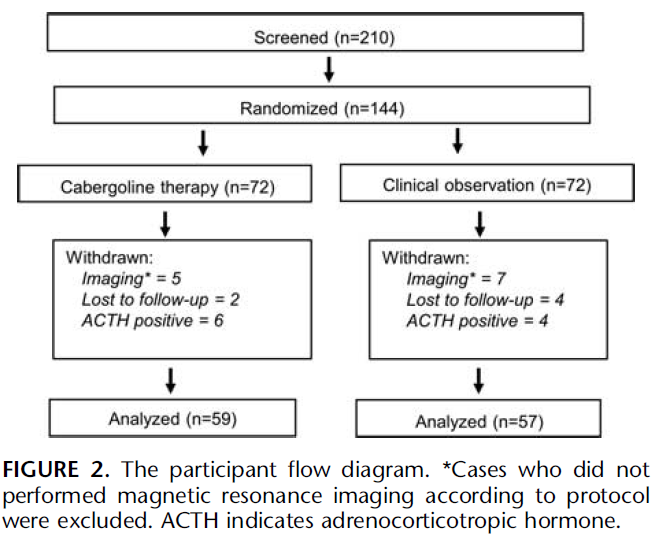 Screened (n=210)
Randomized (n=144)
Cabergoline therapy (n=72)
Clinical observation (n=72)
Withdrawn:
Imaging* = 5
Lost to follow-up = 2
ACTH positive = 6
Withdrawn:
Imaging* = 7
Lost to follow-up = 4
ACTH positive = 4
Analyzed (n=59)
Analyzed (n=57)
FIGURE 2. The participant flow diagram. *Cases who did not
performed magnetic resonance imaging according to protocol
were excluded. ACTH indicates adrenocorticotropic hormone.